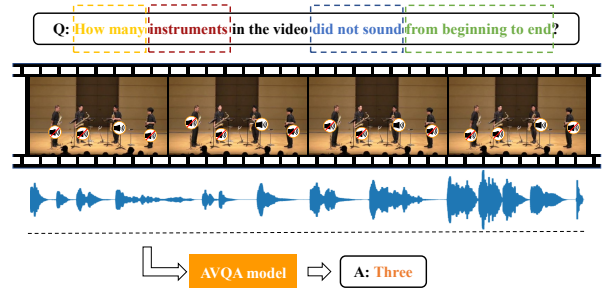 Q: How many instruments in the video did not sound from beginning to end?
AVQA model
A: Three